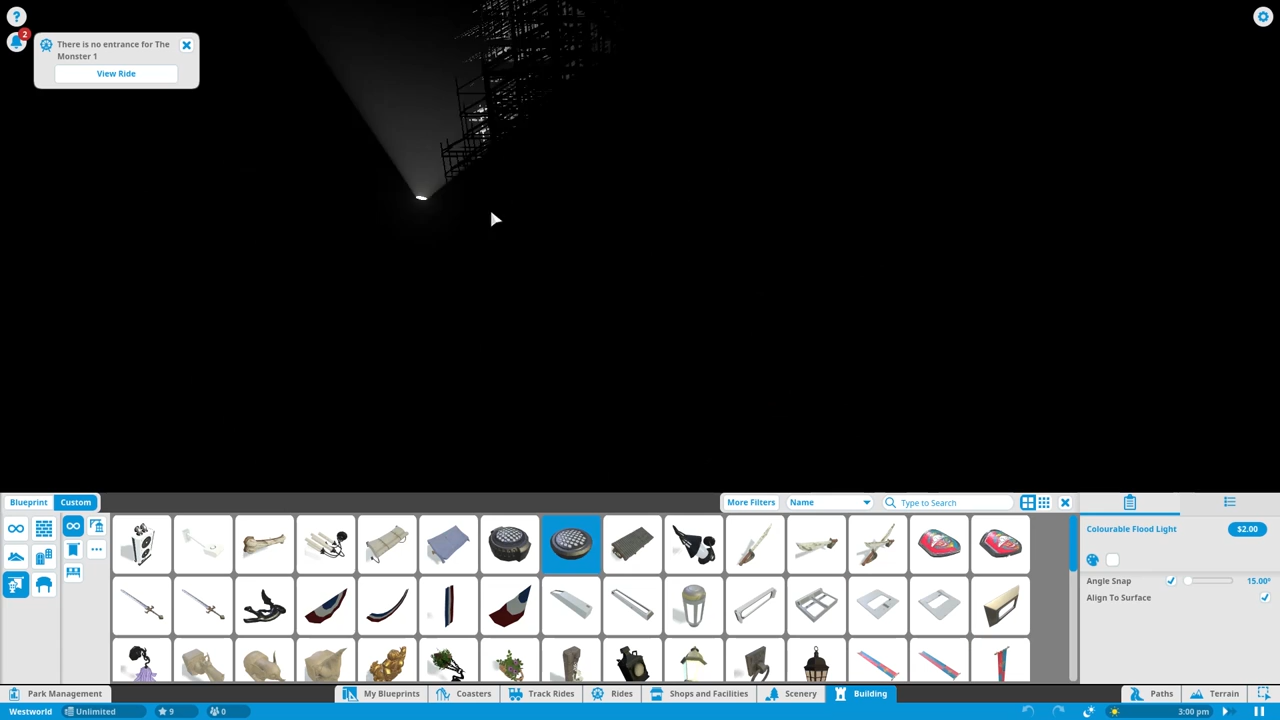 ?
2
There is no entrance for The
Monster 1
View Ride
Blueprint
Custom
More Filters
Name
Type to Search
Colourable Flood Light
$2.00
Angle Snap
15.00°
Align To Surface
Park Management
My Blueprints
Coasters
Track Rides
Rides
Shops and Facilities
Scenery
Building
Paths
Terrain
Westworld
Unlimited
9
0
3:00 pm